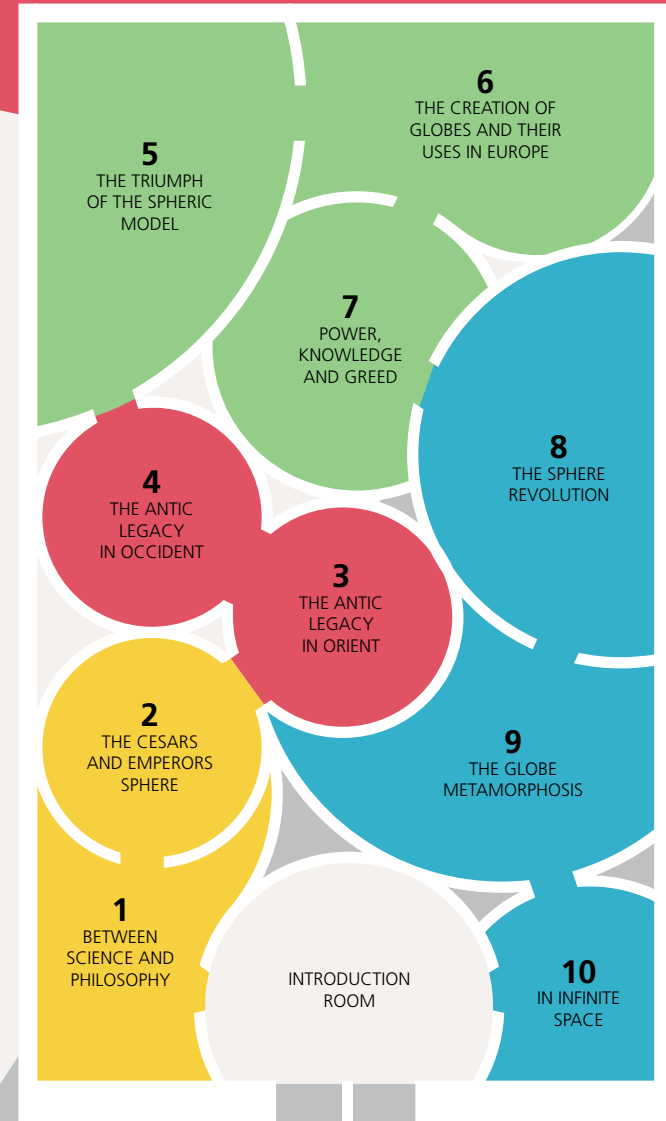 5
THE TRIUMPH
OF THE SPHERIC
MODEL
6
THE CREATION OF
GLOBES AND THEIR
USES IN EUROPE
7
POWER,
KNOWLEDGE
AND GREED
8
THE SPHERE
REVOLUTION
4
THE ANTIC
LEGACY
IN OCCIDENT
3
THE ANTIC
LEGACY
IN ORIENT
2
THE CESARS
AND EMPERORS
SPHERE
9
THE GLOBE
METAMORPHOSIS
1
BETWEEN
SCIENCE AND
PHILOSOPHY
INTRODUCTION
ROOM
10
IN INFINITE
SPACE